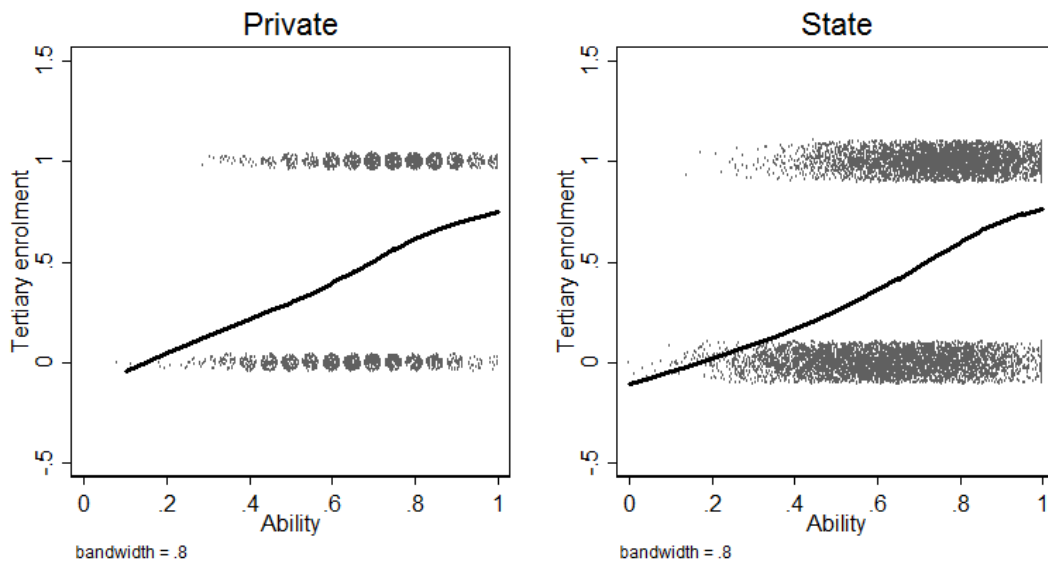 Private
Tertiary enrolment
1.5
1
.5
0
-.5
0
.2
.4
.6
.8
1
Ability
bandwidth = .8
State
Tertiary enrolment
1.5
1
.5
0
-.5
0
.2
.4
.6
.8
1
Ability
bandwidth = .8